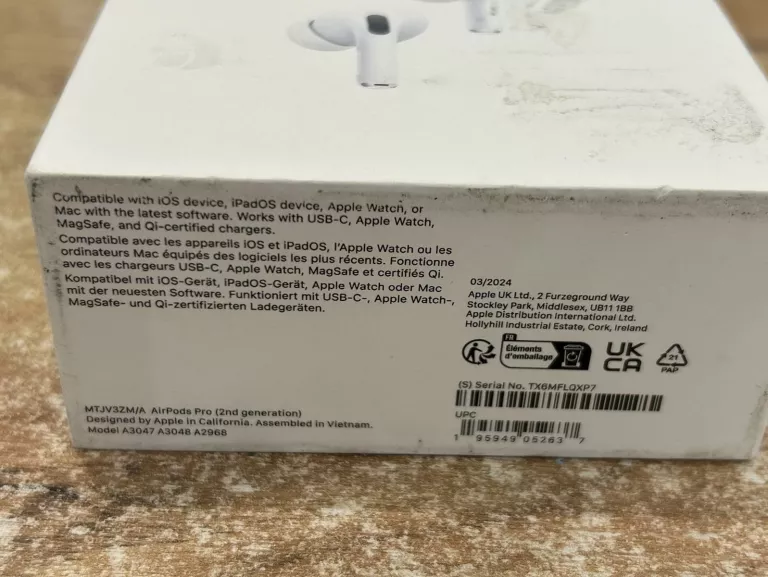 Compatible with iOS device, iPadOS device, Apple Watch, or
Mac with the latest software. Works with USB-C, Apple Watch,
MagSafe, and Qi-certified chargers.
Compatible avec les appareils iOS et iPadOS, l'Apple Watch ou les
ordinateurs Mac équipés des logiciels les plus récents. Fonctionne
avec les chargeurs USB-C, Apple Watch, MagSafe et certifiés Qi.
Kompatibel mit iOS-Gerät, iPadOS-Gerät, Apple Watch oder Mac
mit der neuesten Software. Funktioniert mit USB-C-, Apple Watch-,
MagSafe- und Qi-zertifizierten Ladegeräten.
MTJV3ZM/A AirPods Pro (2nd generation)
Designed by Apple in California. Assembled in Vietnam.
Model A3047 A3048 A2968
03/2024
Apple UK Ltd., 2 Furzeground Way
Stockley Park, Middlesex, UB11 1BB
Apple Distribution International Ltd.
Hollyhill Industrial Estate, Cork, Ireland
FR
Éléments
d'emballage
UK
CA
21
PAP
(S) Serial No. TX6MFLQXP7
UPC
1 95949 05263 7